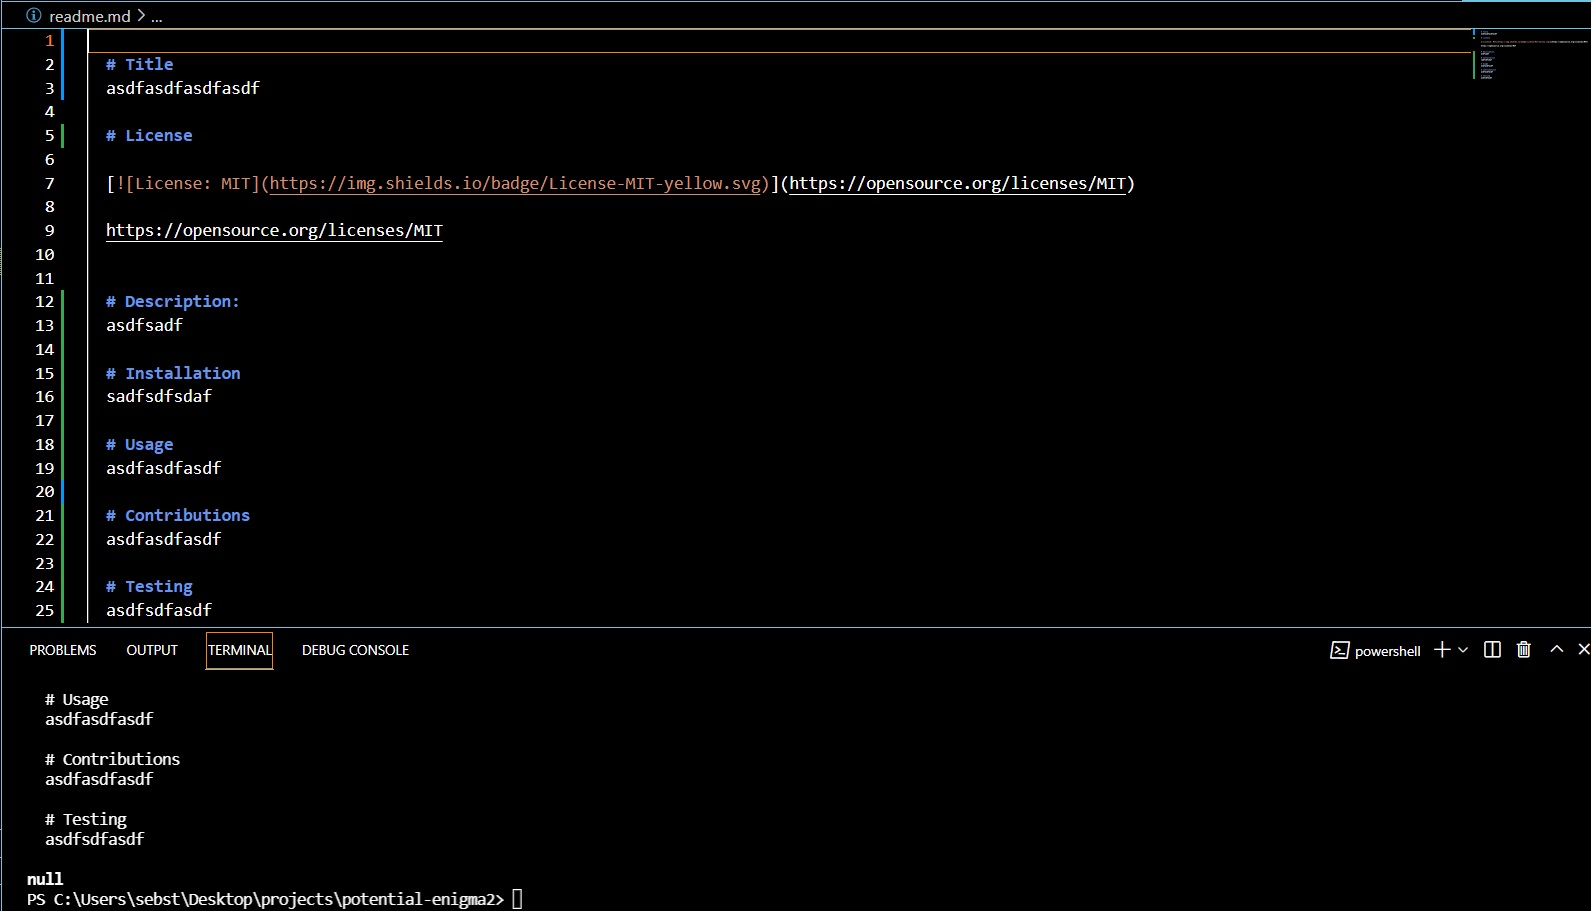 readme.md > ...
1
2 # Title
3 asdfasdfasdfasdf
4
5 # License
6
7 [![License: MIT](https://img.shields.io/badge/License-MIT-yellow.svg)](https://opensource.org/licenses/MIT)
8
9 https://opensource.org/licenses/MIT
10
11
12 # Description:
13 asdfsadf
14
15 # Installation
16 sadfsdfsdaf
17
18 # Usage
19 asdfasdfasdf
20
21 # Contributions
22 asdfasdfasdf
23
24 # Testing
25 asdfsdfasdf
PROBLEMS OUTPUT TERMINAL DEBUG CONSOLE powershell
# Usage
asdfasdfasdf
# Contributions
asdfasdfasdf
# Testing
asdfsdfasdf
null
PS C:\Users\sebst\Desktop\projects\potential-enigma2>